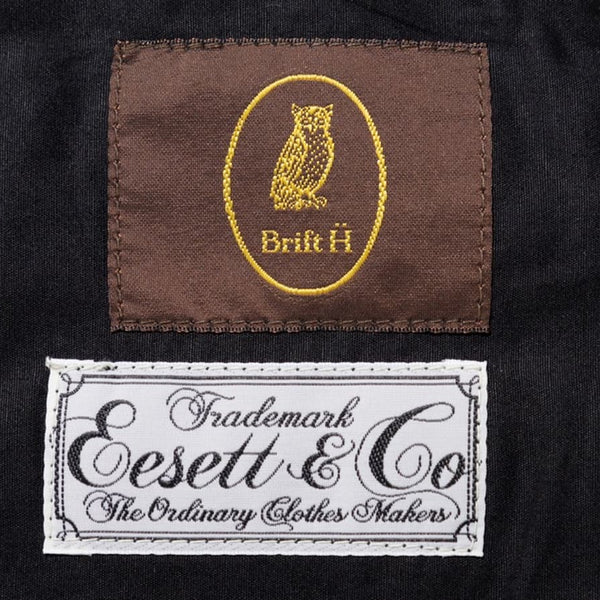 Brift Ḧ
Trademark
Eesett & Co
The Ordinary Clothes Makers